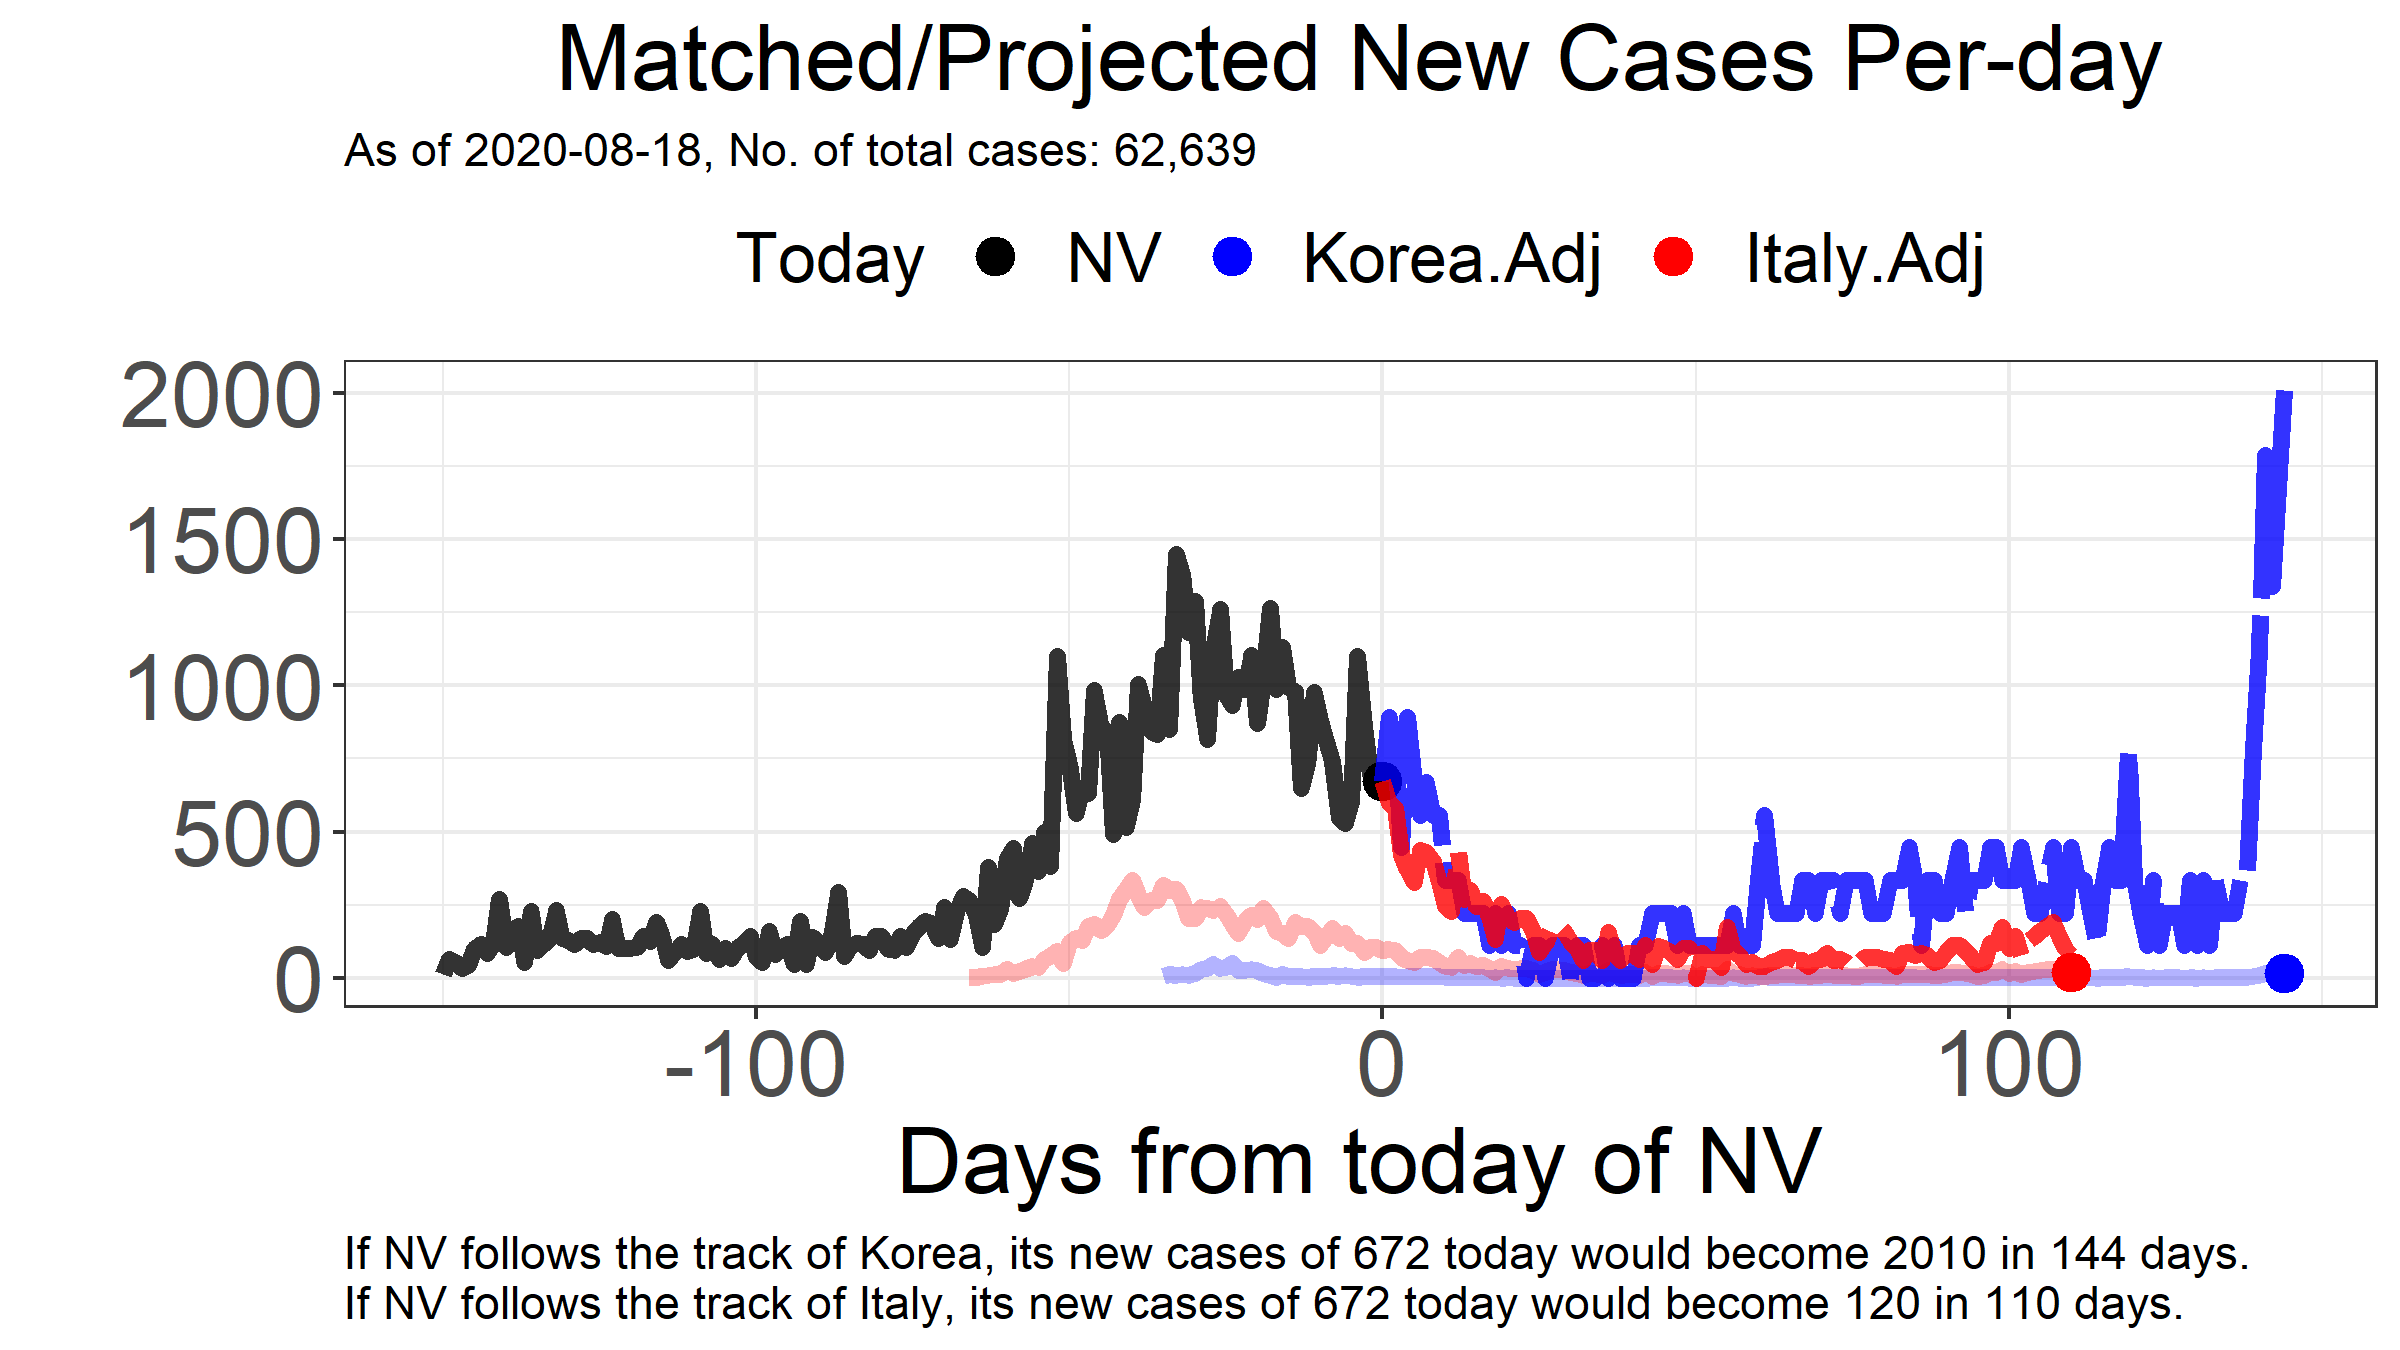 Matched/Projected New Cases Per-day
As of 2020-08-18, No. of total cases: 62,639
Today NV Korea.Adj Italy.Adj
2000
1500
1000
500
0
-100 0 100
Days from today of NV
If NV follows the track of Korea, its new cases of 672 today would become 2010 in 144 days.
If NV follows the track of Italy, its new cases of 672 today would become 120 in 110 days.